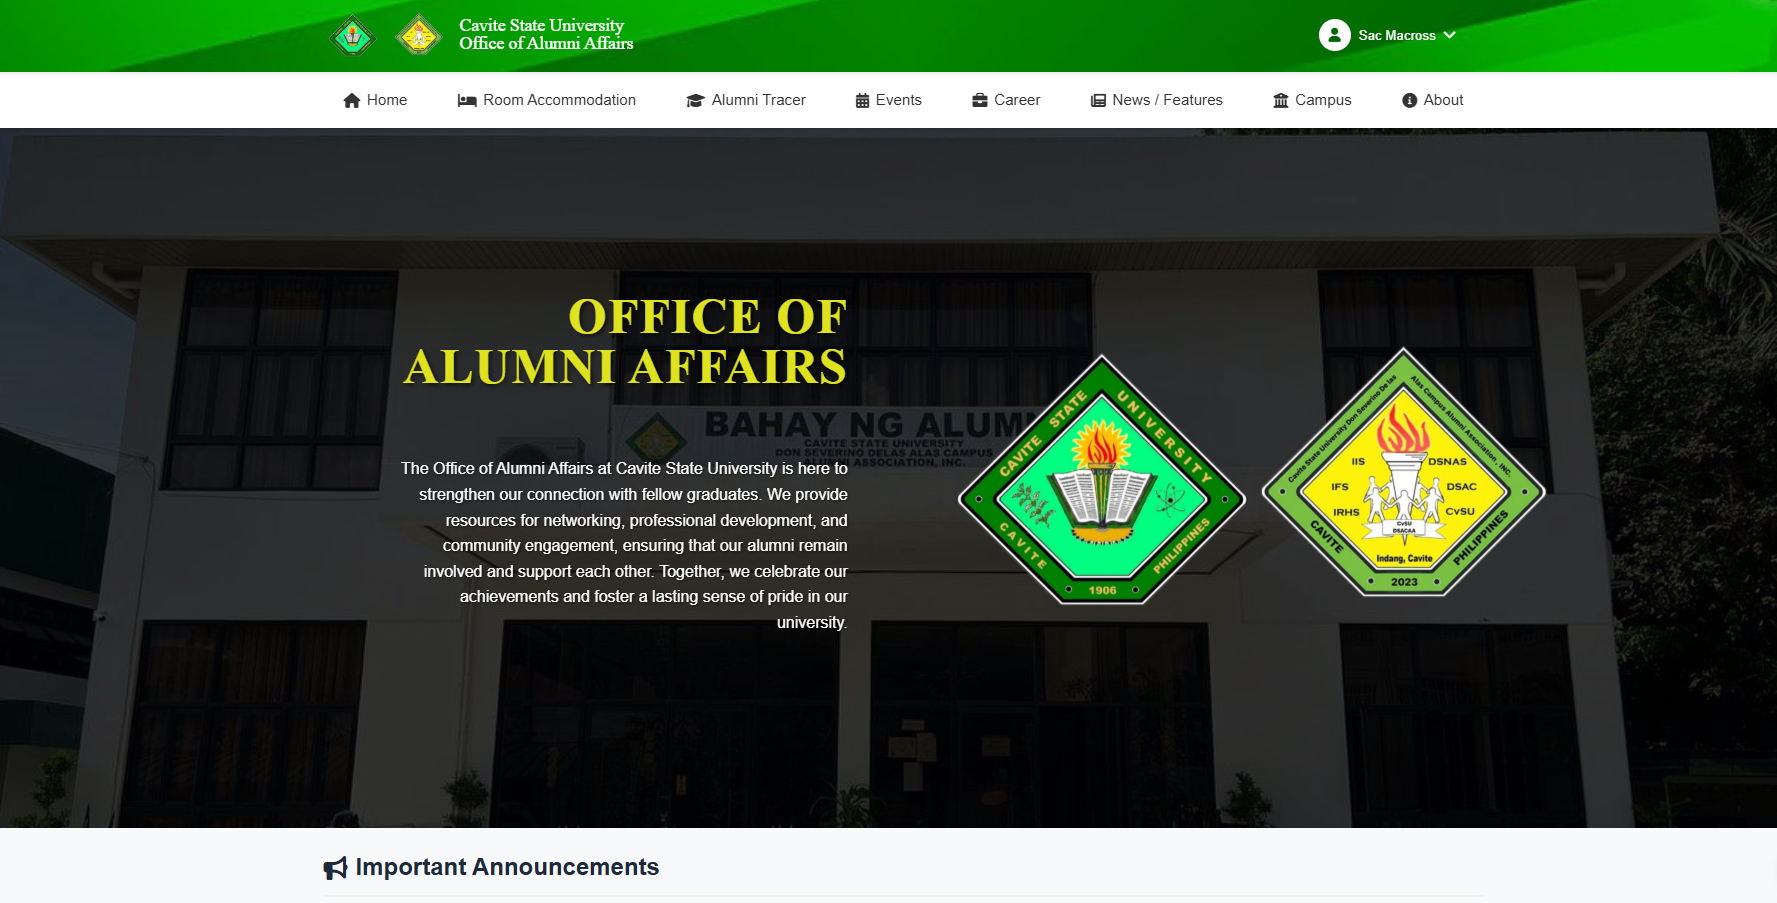 Cavite State University
Office of Alumni Affairs
Sac Macross
Home
Room Accommodation
Alumni Tracer
Events
Career
News / Features
Campus
About
OFFICE OF
ALUMNI AFFAIRS
BAHAY NG ALUMN
CAVITE STATE UNIVERSITY
DON SEVERINO DELAS ALAS CAMPUS
ALUMNI ASSOCIATION, INC.
The Office of Alumni Affairs at Cavite State University is here to
strengthen our connection with fellow graduates. We provide
resources for networking, professional development, and
community engagement, ensuring that our alumni remain
involved and support each other. Together, we celebrate our
achievements and foster a lasting sense of pride in our
university.
CAVITE STATE UNIVERSITY
CAVITE
PHILIPPINES
1906
Cavite State University Don Severino De las
Alas Campus Alumni Association, INC.
IIS
DSNAS
IFS
DSAC
IRHS
CvSU
CvSU
DSACAA
Indang, Cavite
CAVITE
PHILIPPINES
2023
Important Announcements